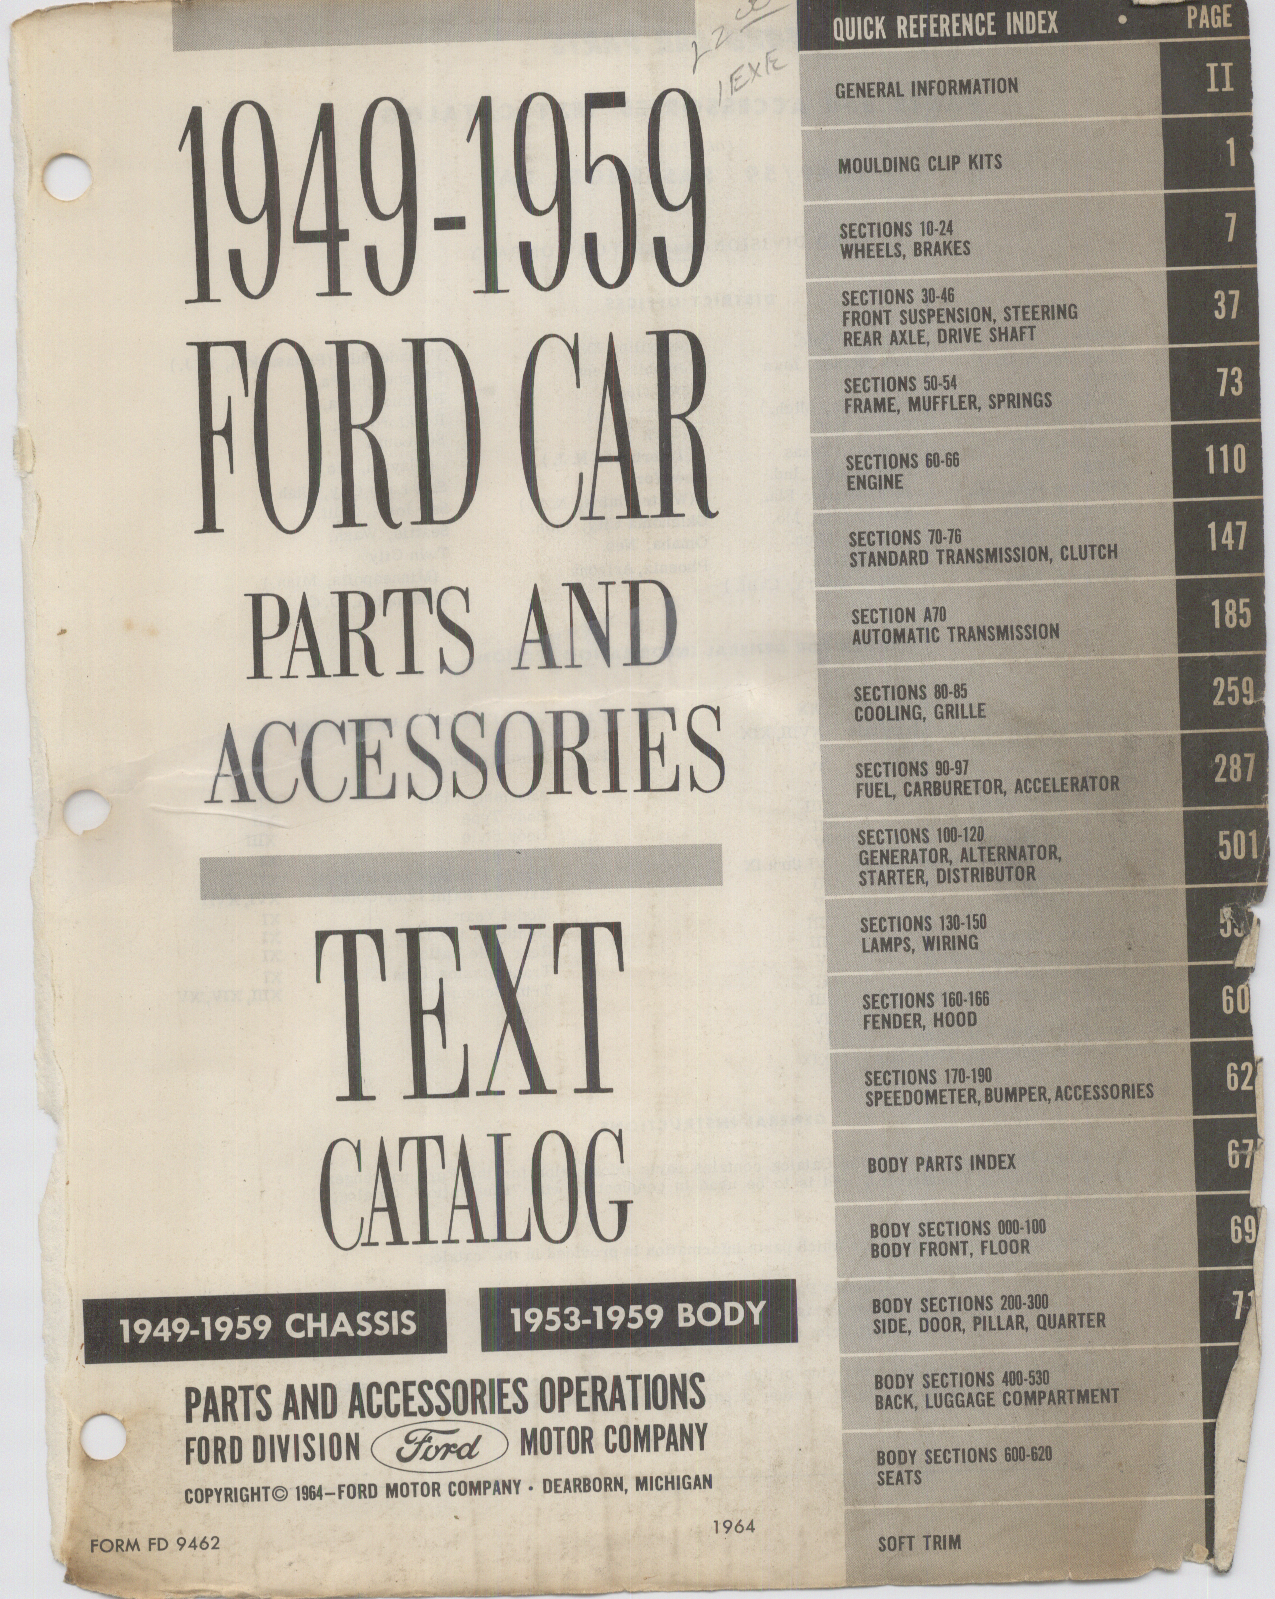 22 00
1EXE
1949-1959
FORD CAR
PARTS AND
ACCESSORIES
TEXT
CATALOG
1949-1959 CHASSIS
1953-1959 BODY
PARTS AND ACCESSORIES OPERATIONS
FORD DIVISION Ford MOTOR COMPANY
COPYRIGHT© 1964—FORD MOTOR COMPANY • DEARBORN, MICHIGAN
FORM FD 9462
1964
QUICK REFERENCE INDEX • PAGE
GENERAL INFORMATION II
MOULDING CLIP KITS 1
SECTIONS 10-24 7
WHEELS, BRAKES
SECTIONS 30-46 37
FRONT SUSPENSION, STEERING
REAR AXLE, DRIVE SHAFT
SECTIONS 50-54 73
FRAME, MUFFLER, SPRINGS
SECTIONS 60-66 110
ENGINE
SECTIONS 70-76 147
STANDARD TRANSMISSION, CLUTCH
SECTION A70 185
AUTOMATIC TRANSMISSION
SECTIONS 80-85 259
COOLING, GRILLE
SECTIONS 90-97 287
FUEL, CARBURETOR, ACCELERATOR
SECTIONS 100-120 501
GENERATOR, ALTERNATOR,
STARTER, DISTRIBUTOR
SECTIONS 130-150
LAMPS, WIRING
SECTIONS 160-166 60
FENDER, HOOD
SECTIONS 170-190 62
SPEEDOMETER, BUMPER, ACCESSORIES
BODY PARTS INDEX 67
BODY SECTIONS 000-100 69
BODY FRONT, FLOOR
BODY SECTIONS 200-300 71
SIDE, DOOR, PILLAR, QUARTER
BODY SECTIONS 400-530
BACK, LUGGAGE COMPARTMENT
BODY SECTIONS 600-620
SEATS
SOFT TRIM